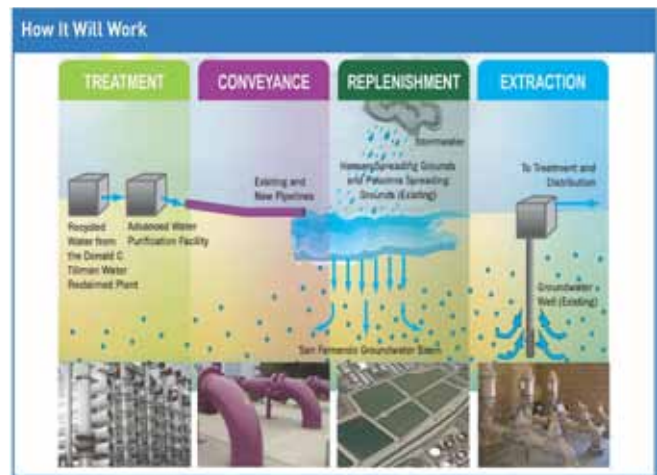 How It Will Work
TREATMENT
CONVEYANCE
REPLENISHMENT
EXTRACTION
Stormwater
Hansen Spreading Grounds
and Pacoima Spreading
Grounds (Existing)
To Treatment and
Distribution
Existing and
New Pipelines
Recycled
Water from
the Donald C.
Tillman Water
Reclaimed Plant
Advanced Water
Purification Facility
Groundwater
Well (Existing)
San Fernando Groundwater Basin